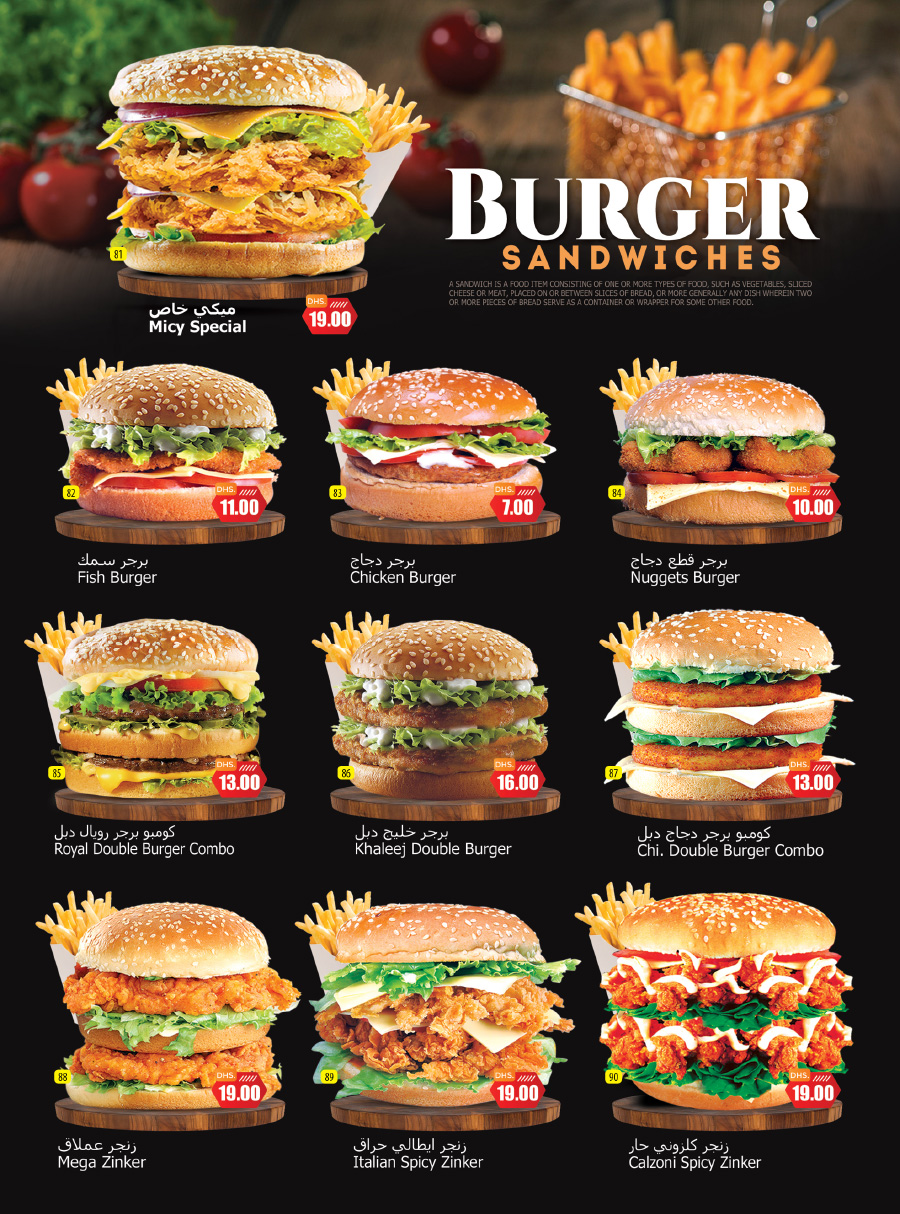 BURGER
SANDWICHES
A SANDWICH IS A FOOD ITEM CONSISTING OF ONE OR MORE TYPES OF FOOD, SUCH AS VEGETABLES, SLICED
CHEESE OR MEAT, PLACED ON OR BETWEEN SLICES OF BREAD, OR MORE GENERALLY ANY DISH WHEREIN TWO
OR MORE PIECES OF BREAD SERVE AS A CONTAINER OR WRAPPER FOR SOME OTHER FOOD.
81
ميكي خاص
Micy Special
DHS.
19.00
82
DHS.
11.00
برجر سمك
Fish Burger
83
DHS.
7.00
برجر دجاج
Chicken Burger
84
DHS.
10.00
برجر قطع دجاج
Nuggets Burger
85
DHS.
13.00
كومبو برجر رويال دبل
Royal Double Burger Combo
86
DHS.
16.00
برجر خليج دبل
Khaleej Double Burger
87
DHS.
13.00
كومبو برجر دجاج دبل
Chi. Double Burger Combo
88
DHS.
19.00
زنجر عملاق
Mega Zinker
89
DHS.
19.00
زنجر ايطالي حراق
Italian Spicy Zinker
90
DHS.
19.00
زنجر كلزوني حار
Calzoni Spicy Zinker